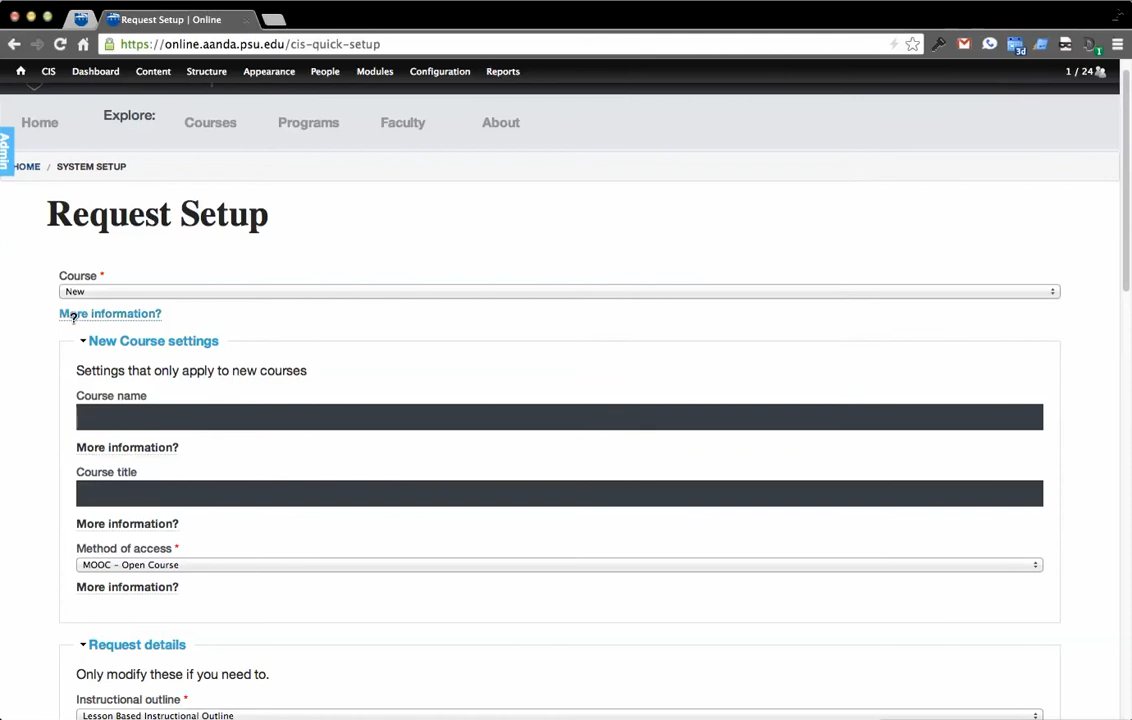 Request Setup | Online
https://online.aanda.psu.edu/cis-quick-setup
3d
1
CIS Dashboard Content Structure Appearance People Modules Configuration Reports 1 / 24
Home Explore: Courses Programs Faculty About
Admin
HOME / SYSTEM SETUP
Request Setup
Course *
New
More information?
New Course settings
Settings that only apply to new courses
Course name
More information?
Course title
More information?
Method of access *
MOOC - Open Course
More information?
Request details
Only modify these if you need to.
Instructional outline *
Lesson Based Instructional Outline